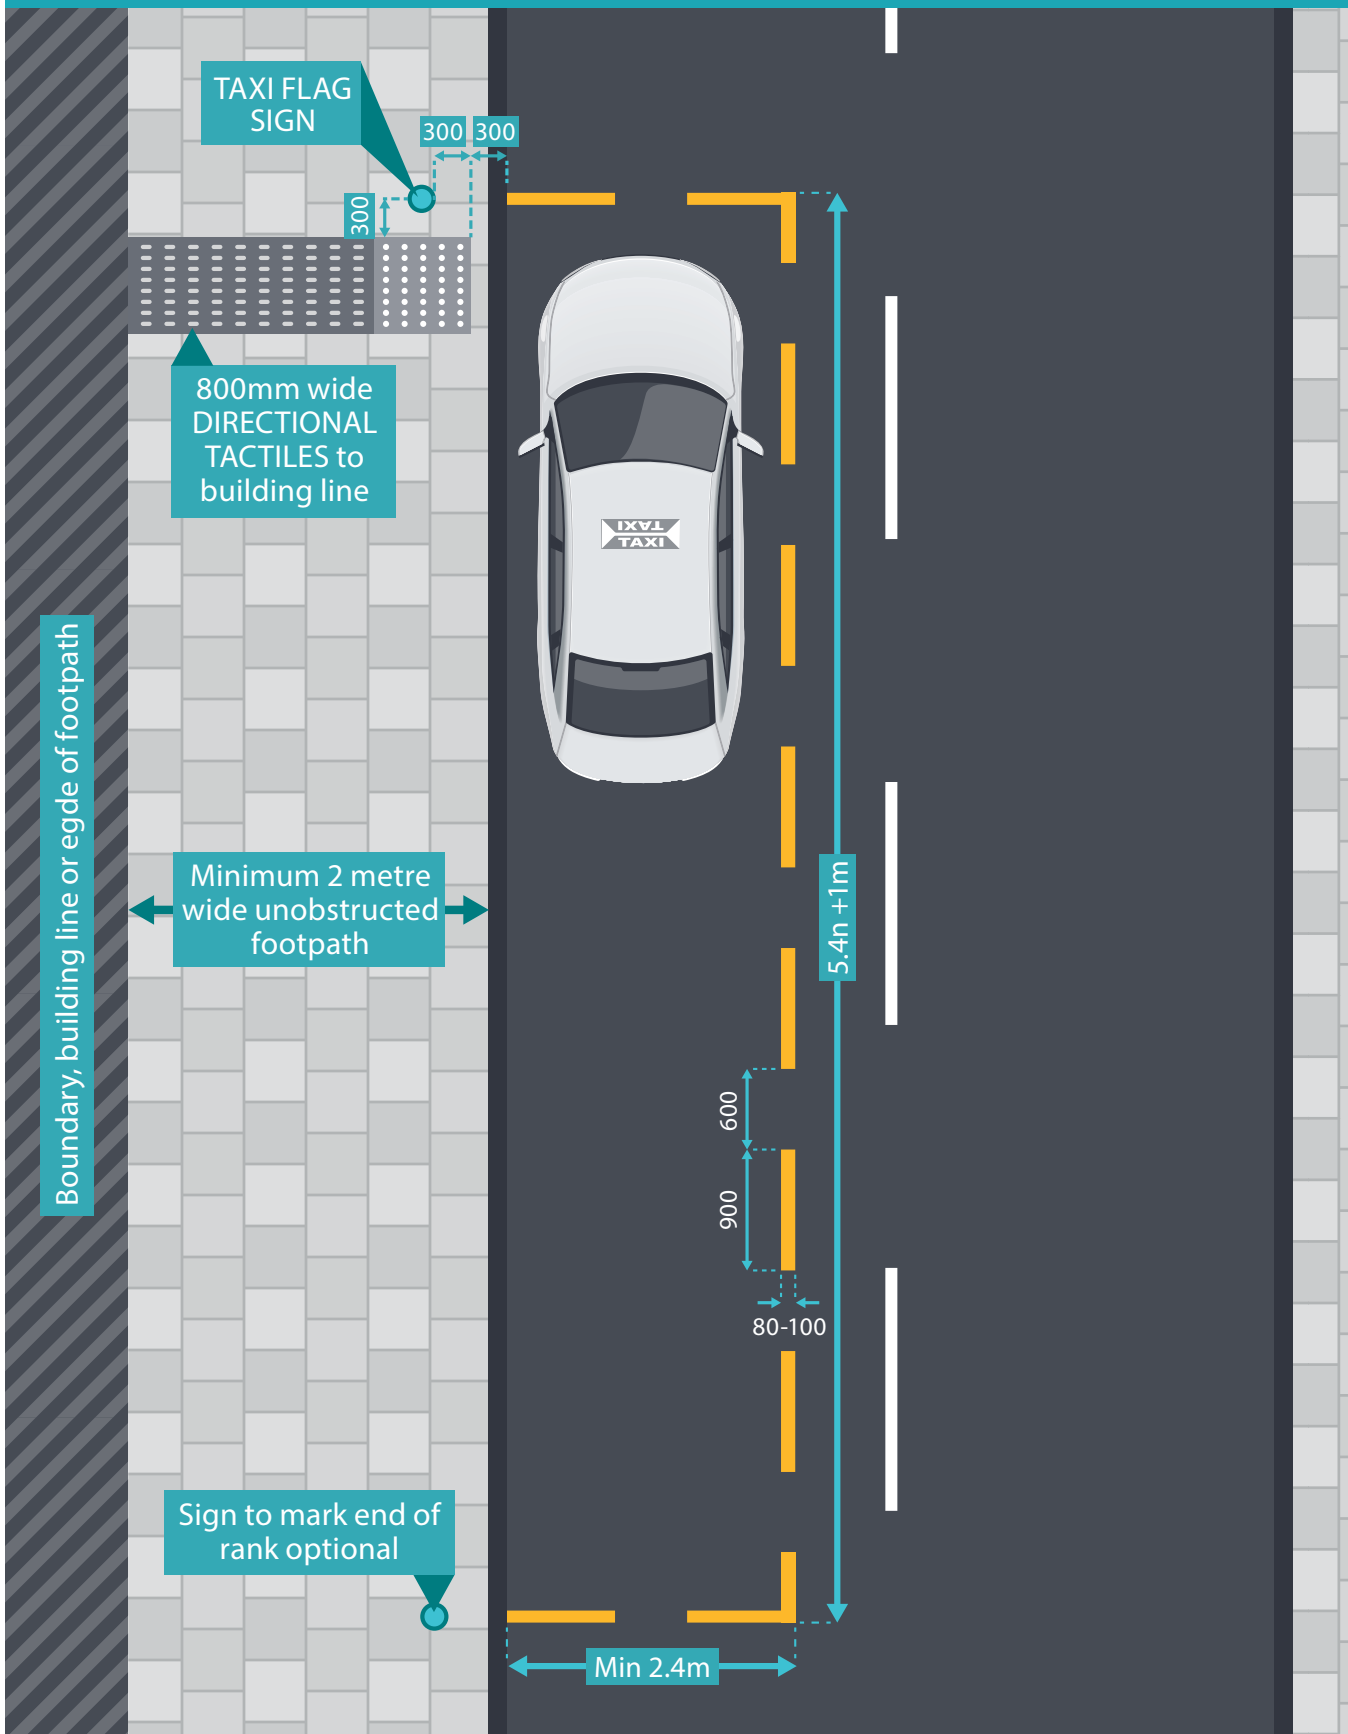 TAXI FLAG
SIGN
300
300
300
800mm wide
DIRECTIONAL
TACTILES to
building line
TAXI
TAXI
Boundary, building line or egde of footpath
Minimum 2 metre
wide unobstructed
footpath
5.4n +1m
600
900
80-100
Sign to mark end of
rank optional
Min 2.4m